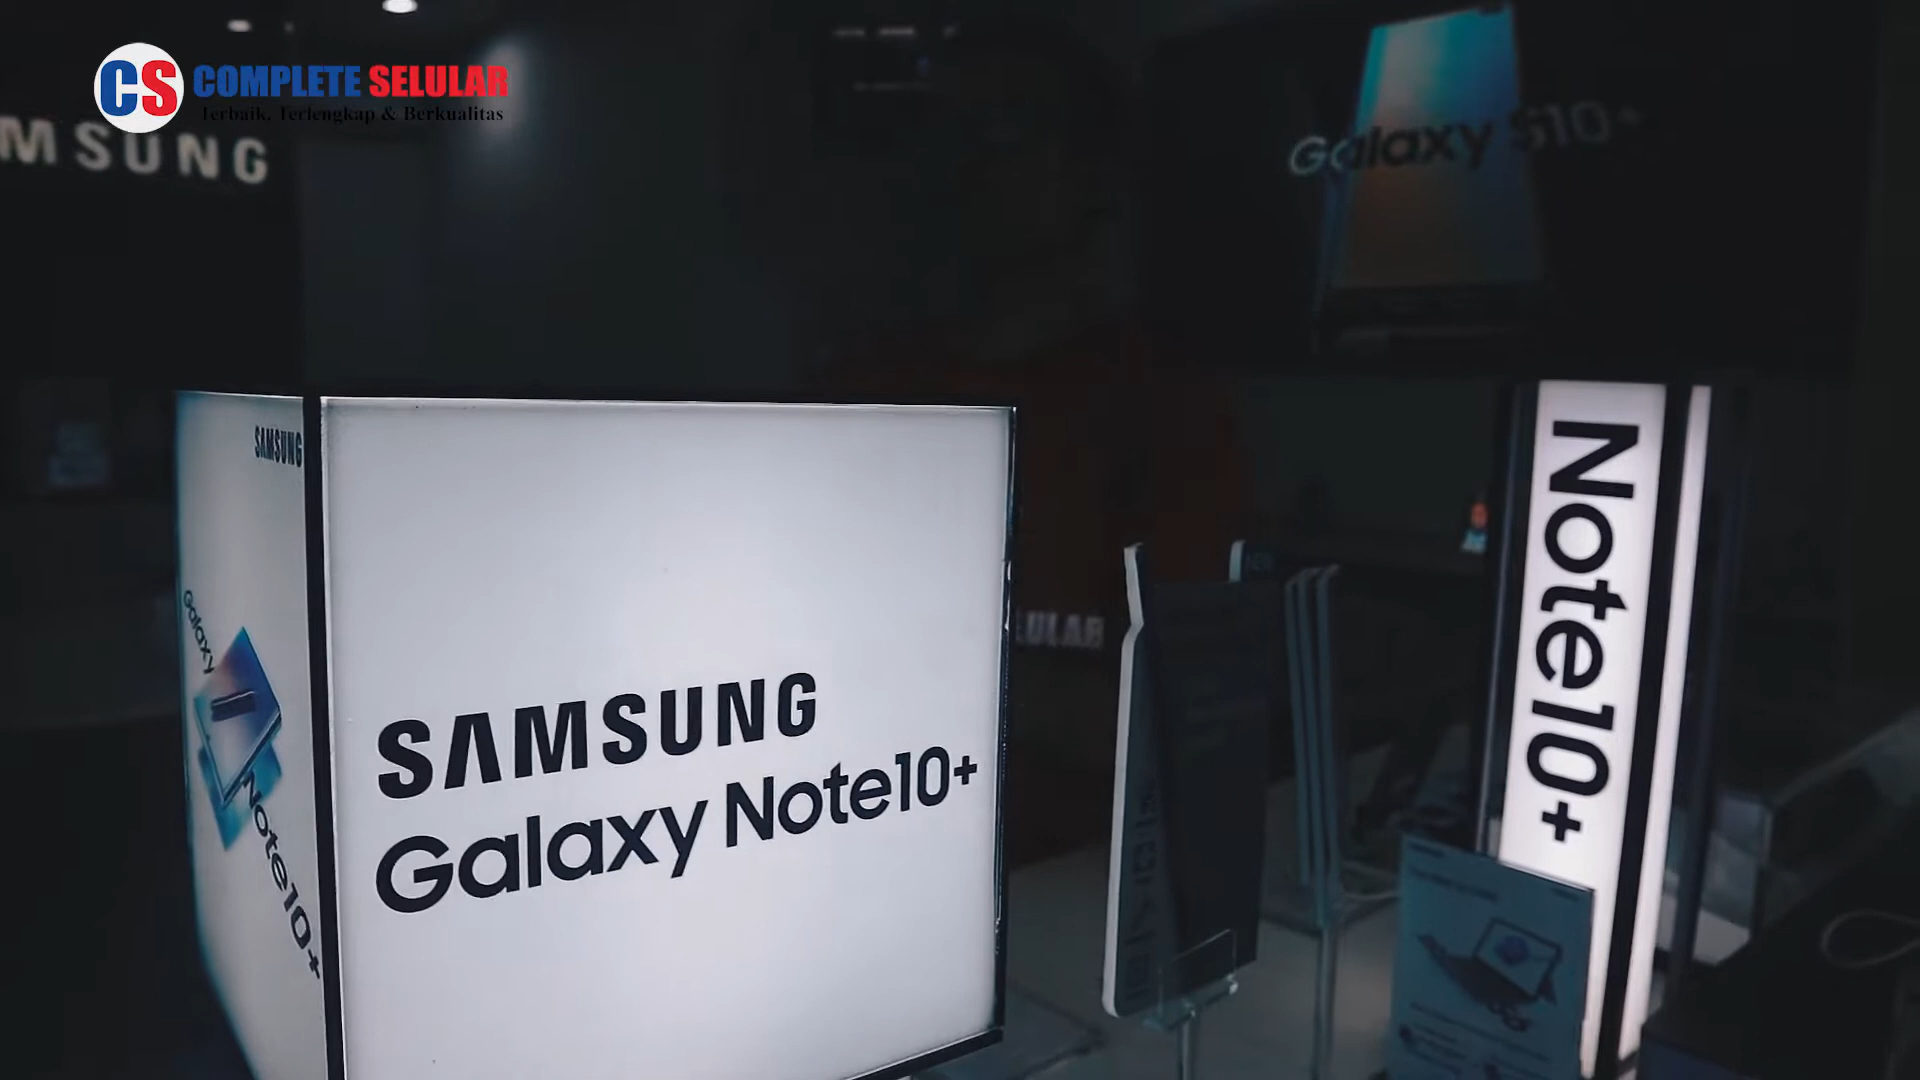 CS COMPLETE SELULAR
Terbaik, Terlengkap & Berkualitas
MSUNG
Galaxy S10+
SAMSUNG
Galaxy
Note10+
SAMSUNG
Galaxy Note10+
LULAR
Note10+